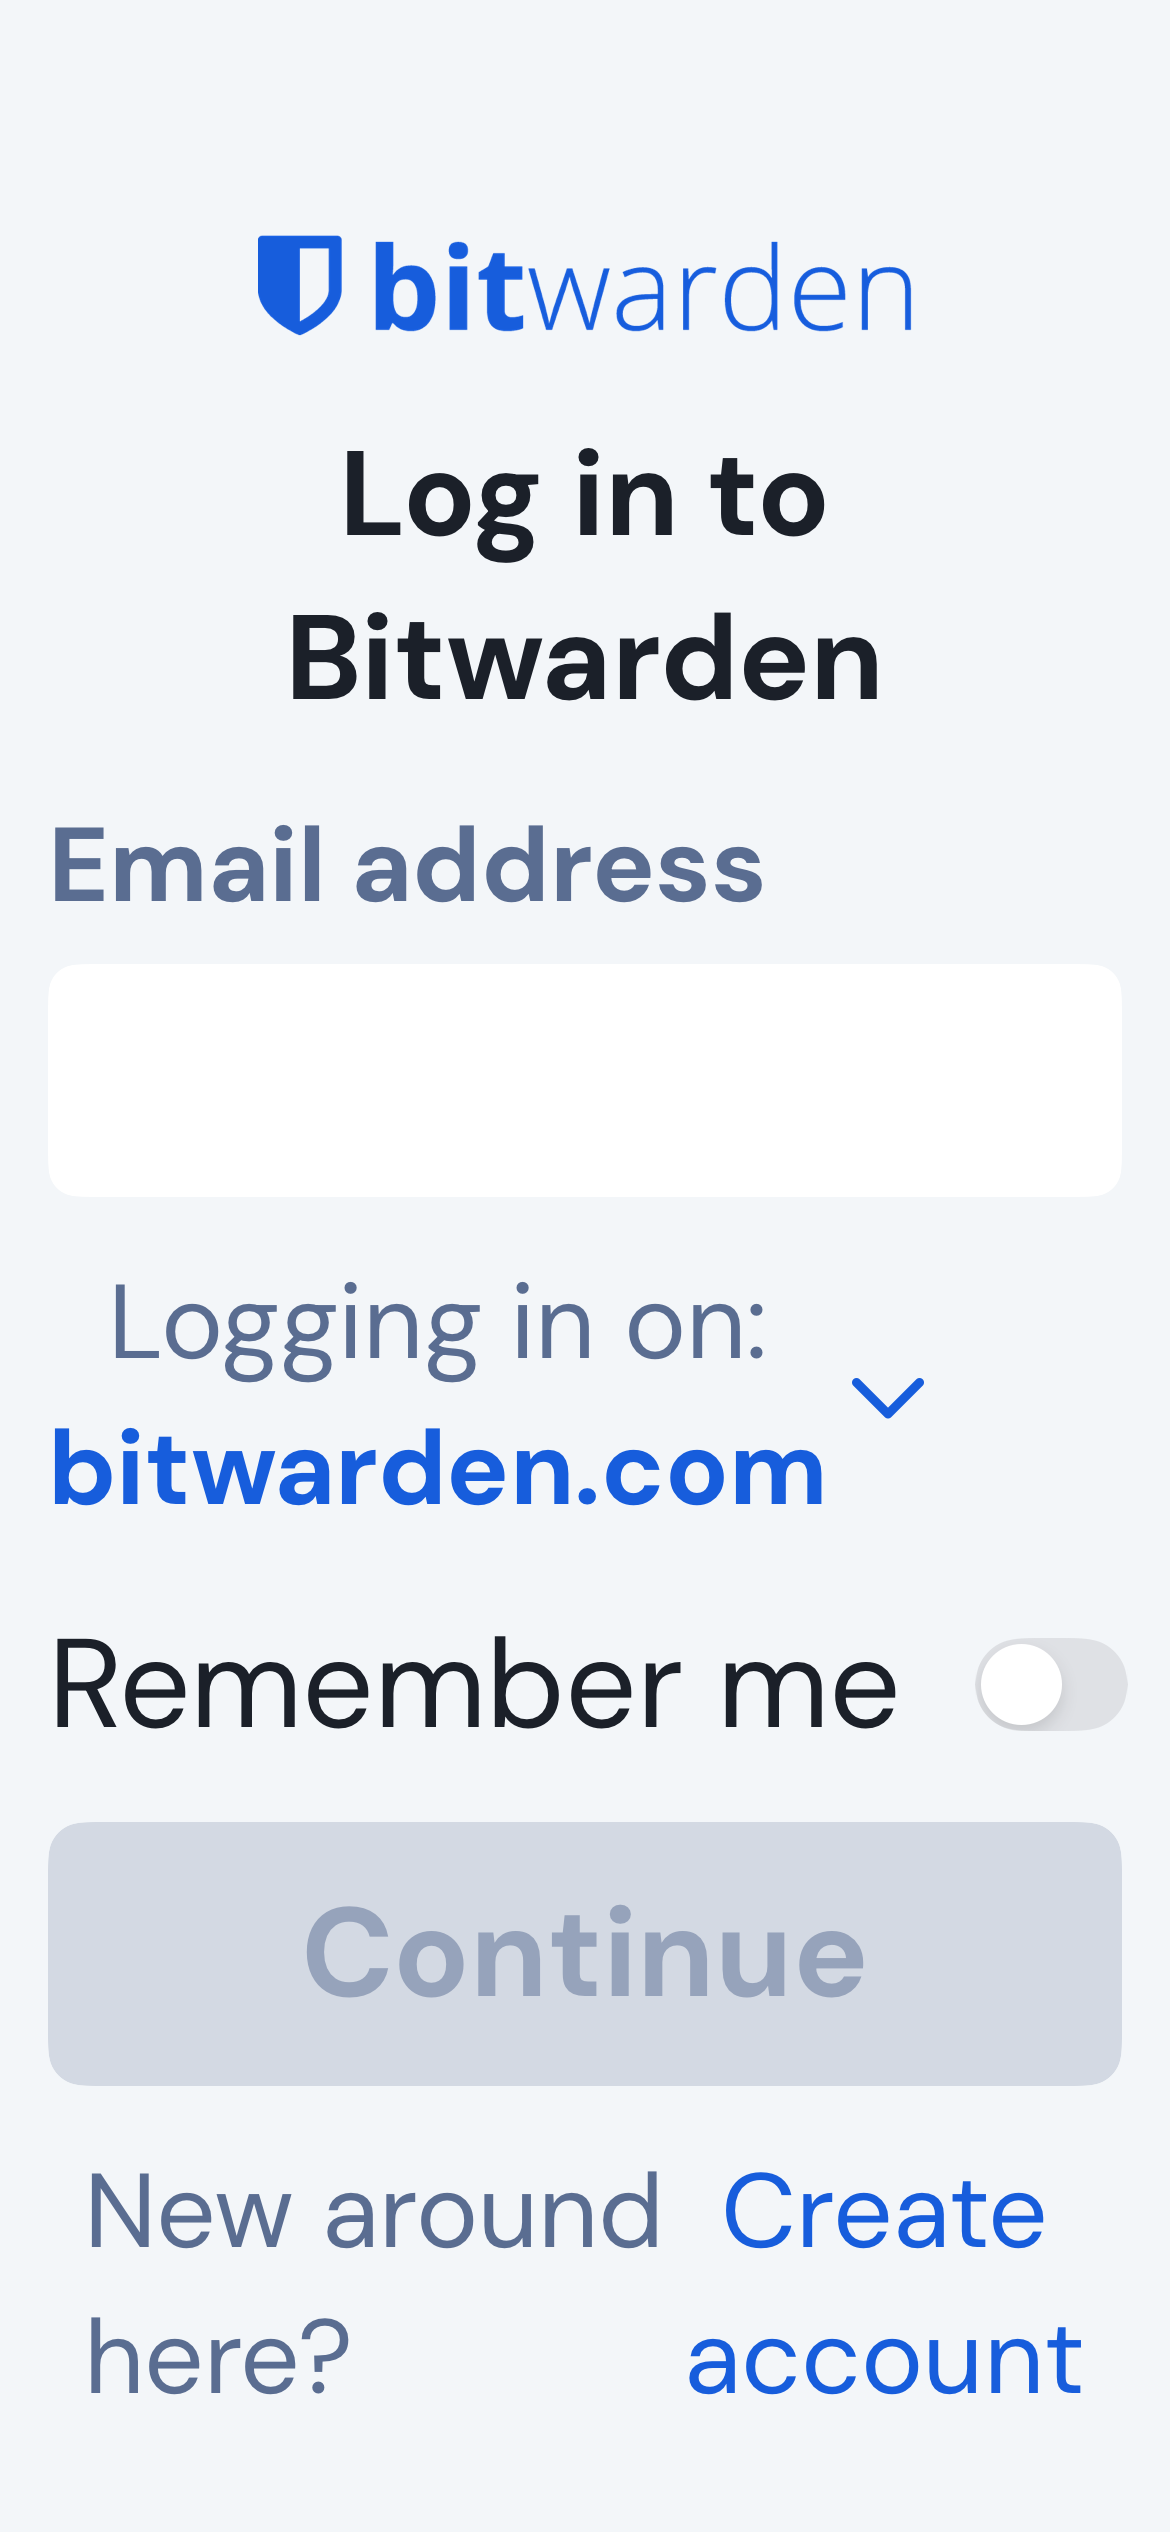 bitwarden
Log in to
Bitwarden
Email address
Logging in on:
bitwarden.com
Remember me
Continue
New around
here?
Create
account